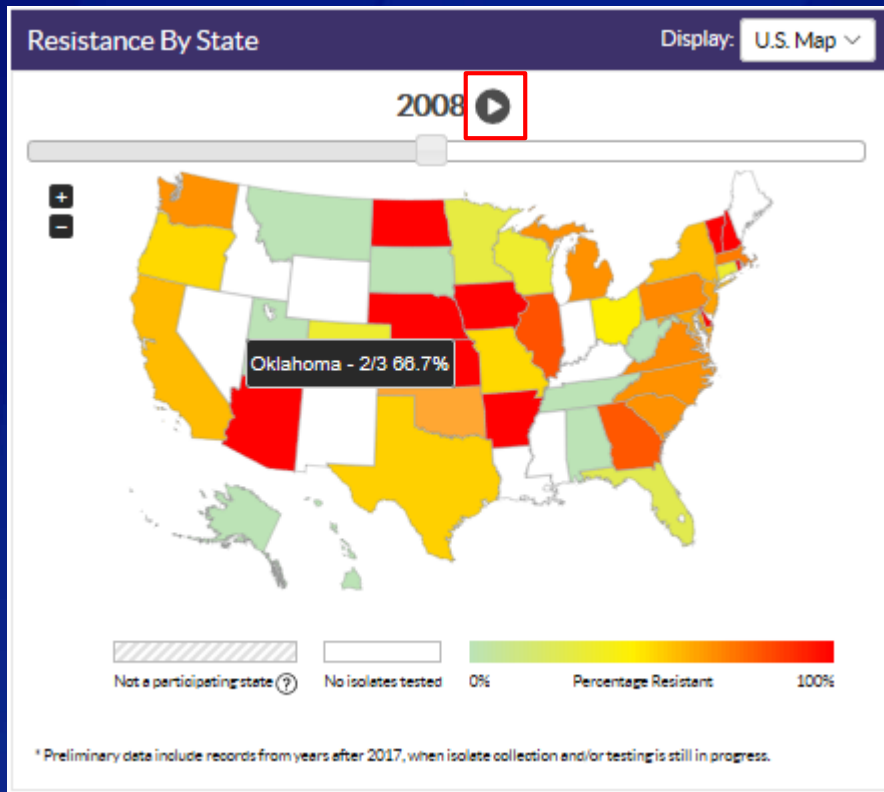 Resistance By State
Display: U.S. Map
2008
+
−
Oklahoma - 2/3 66.7%
Not a participating state ?
No isolates tested
0% Percentage Resistant 100%
* Preliminary data include records from years after 2017, when isolate collection and/or testing is still in progress.